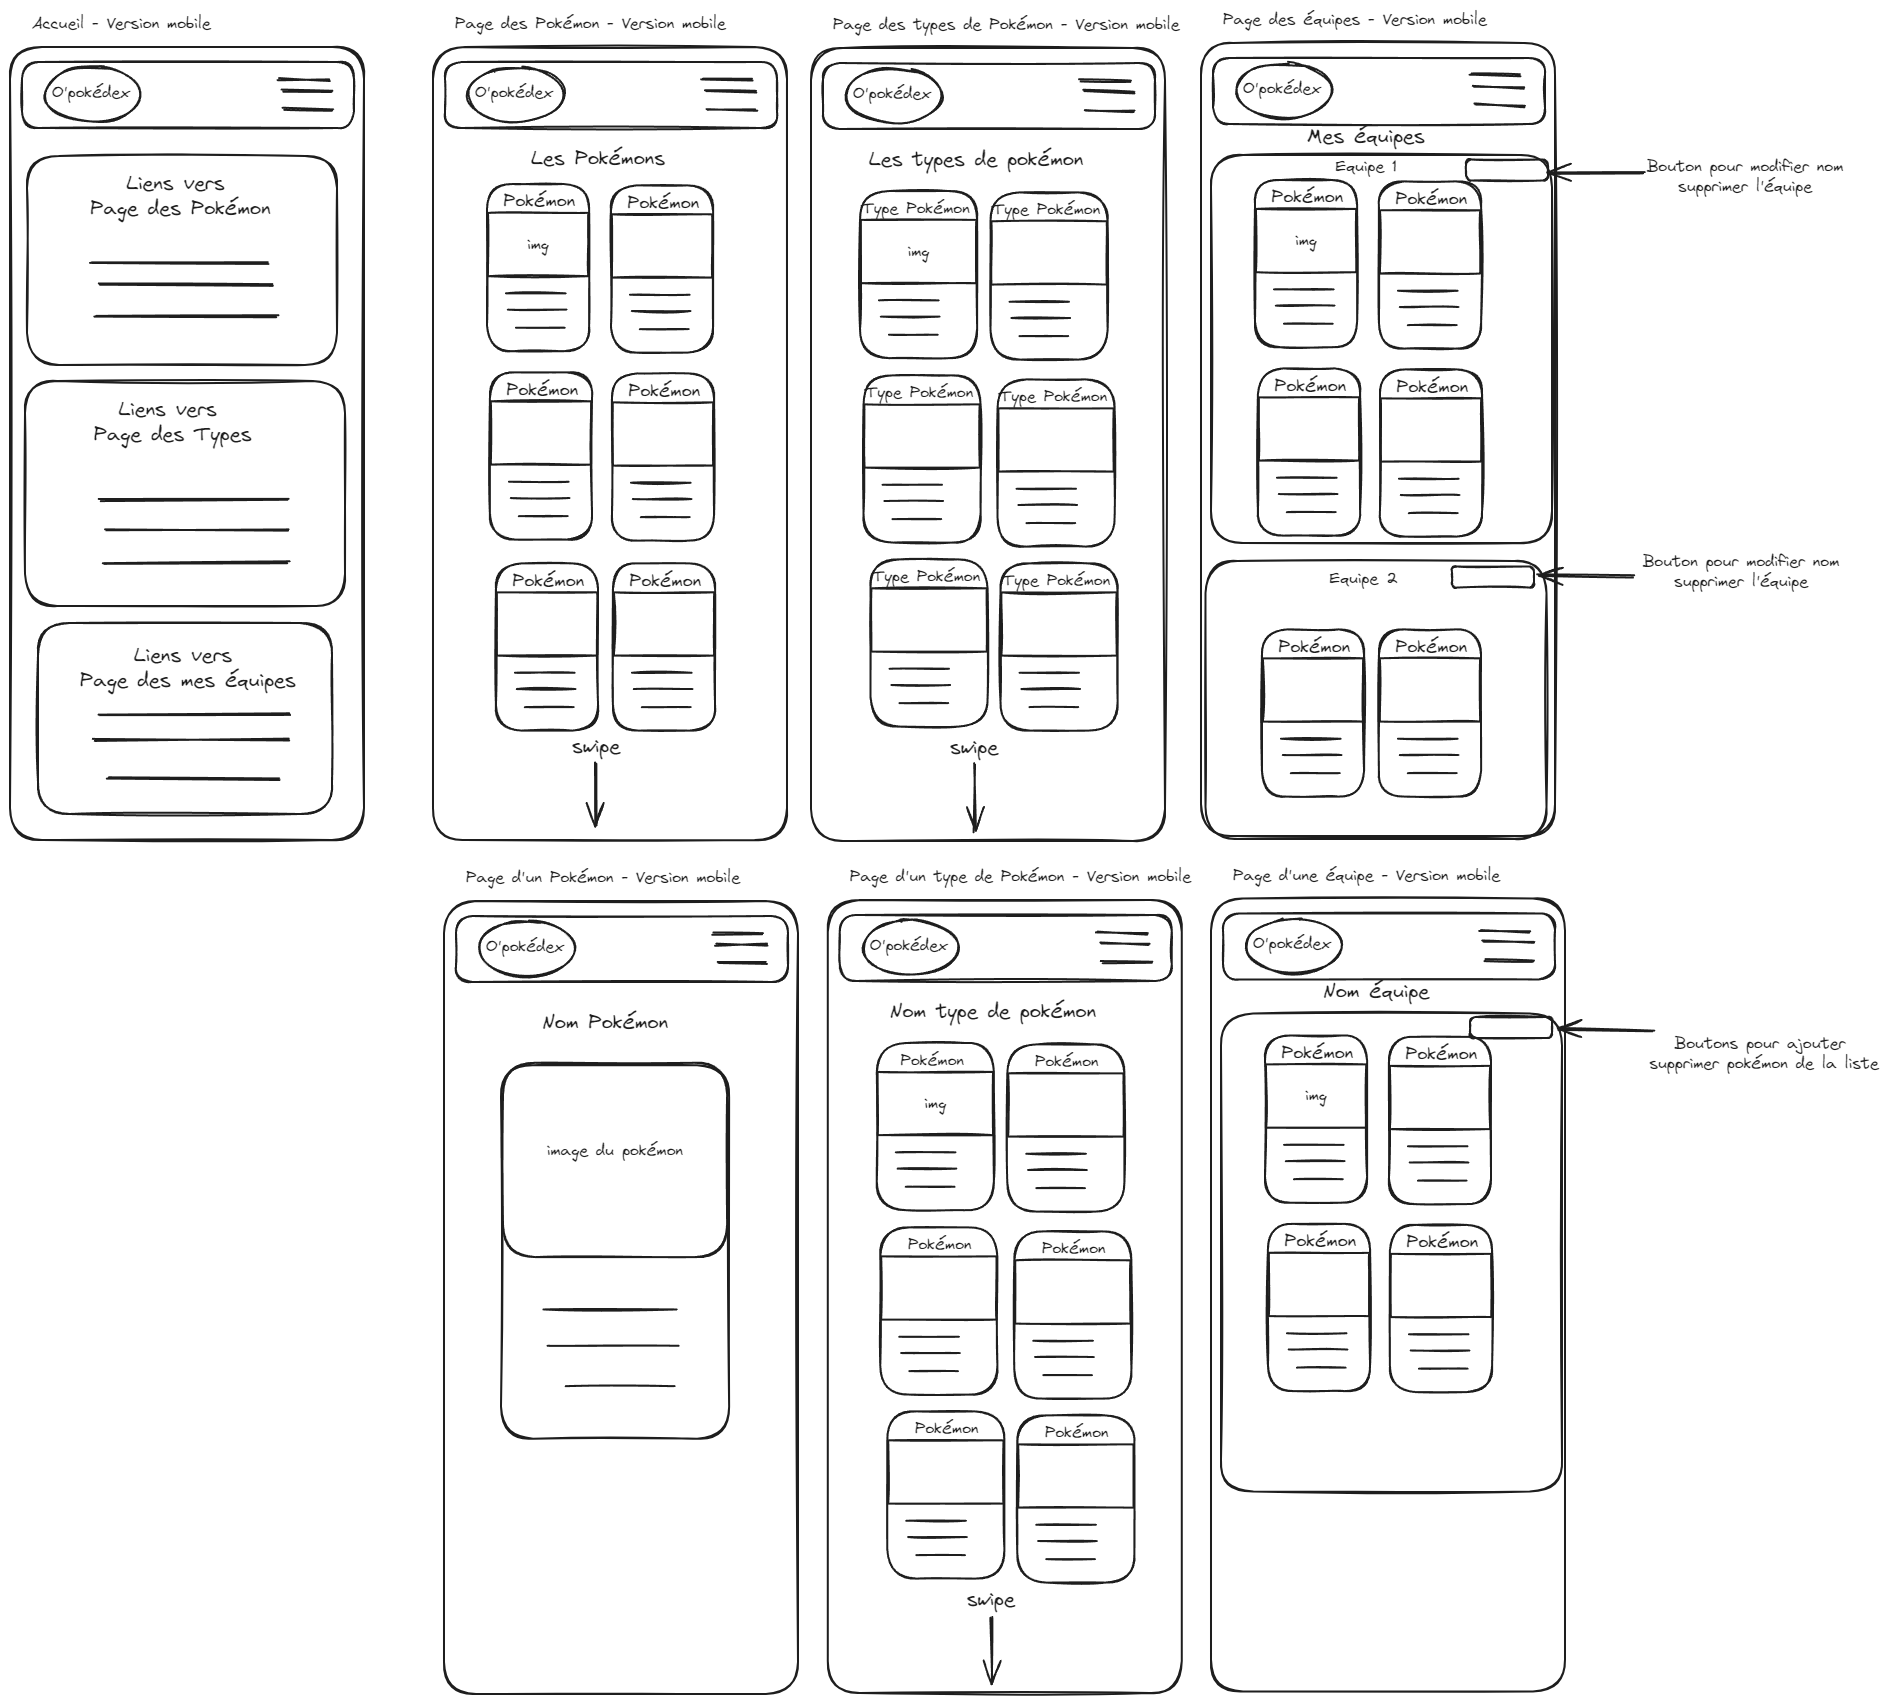 Accueil - Version mobile
O'pokédex
Liens vers
Page des Pokémon
Liens vers
Page des Types
Liens vers
Page des mes équipes
Page des Pokémon - Version mobile
O'pokédex
Les Pokémons
Pokémon
Pokémon
img
Pokémon
Pokémon
Pokémon
Pokémon
swipe
Page des types de Pokémon - Version mobile
O'pokédex
Les types de pokémon
Type Pokémon
Type Pokémon
img
Type Pokémon
Type Pokémon
Type Pokémon
Type Pokémon
swipe
Page des équipes - Version mobile
O'pokédex
Mes équipes
Equipe 1
Bouton pour modifier nom
supprimer l'équipe
Pokémon
Pokémon
img
Pokémon
Pokémon
Equipe 2
Bouton pour modifier nom
supprimer l'équipe
Pokémon
Pokémon
Page d'un Pokémon - Version mobile
O'pokédex
Nom Pokémon
image du pokémon
Page d'un type de Pokémon - Version mobile
O'pokédex
Nom type de pokémon
Pokémon
Pokémon
img
Pokémon
Pokémon
Pokémon
Pokémon
swipe
Page d'une équipe - Version mobile
O'pokédex
Nom équipe
Boutons pour ajouter
supprimer pokémon de la liste
Pokémon
Pokémon
img
Pokémon
Pokémon